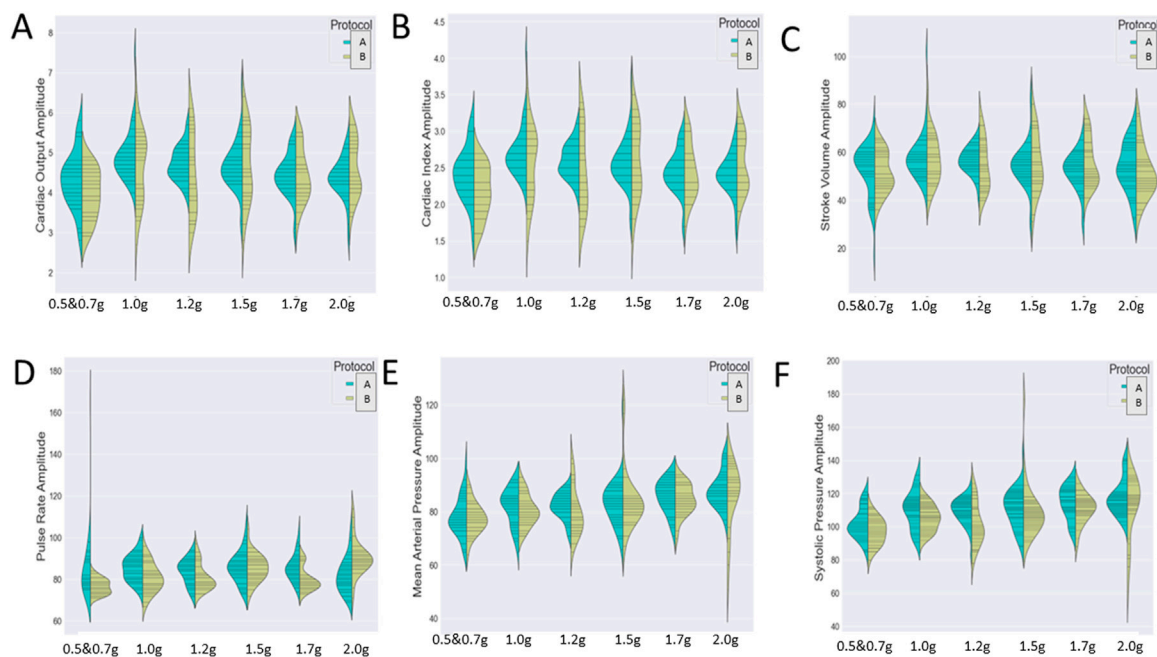 A
Cardiac Output Amplitude
8
7
6
5
4
3
2
Protocol
A
B
0.5&0.7g 1.0g 1.2g 1.5g 1.7g 2.0g
B
Cardiac Index Amplitude
4.5
4.0
3.5
3.0
2.5
2.0
1.5
1.0
Protocol
A
B
0.5&0.7g 1.0g 1.2g 1.5g 1.7g 2.0g
C
Stroke Volume Amplitude
100
80
60
40
20
Protocol
A
B
0.5&0.7g 1.0g 1.2g 1.5g 1.7g 2.0g
D
Pulse Rate Amplitude
180
160
140
120
100
80
60
Protocol
A
B
0.5&0.7g 1.0g 1.2g 1.5g 1.7g 2.0g
E
Mean Arterial Pressure Amplitude
120
100
80
60
40
Protocol
A
B
0.5&0.7g 1.0g 1.2g 1.5g 1.7g 2.0g
F
Systolic Pressure Amplitude
200
180
160
140
120
100
80
60
40
Protocol
A
B
0.5&0.7g 1.0g 1.2g 1.5g 1.7g 2.0g